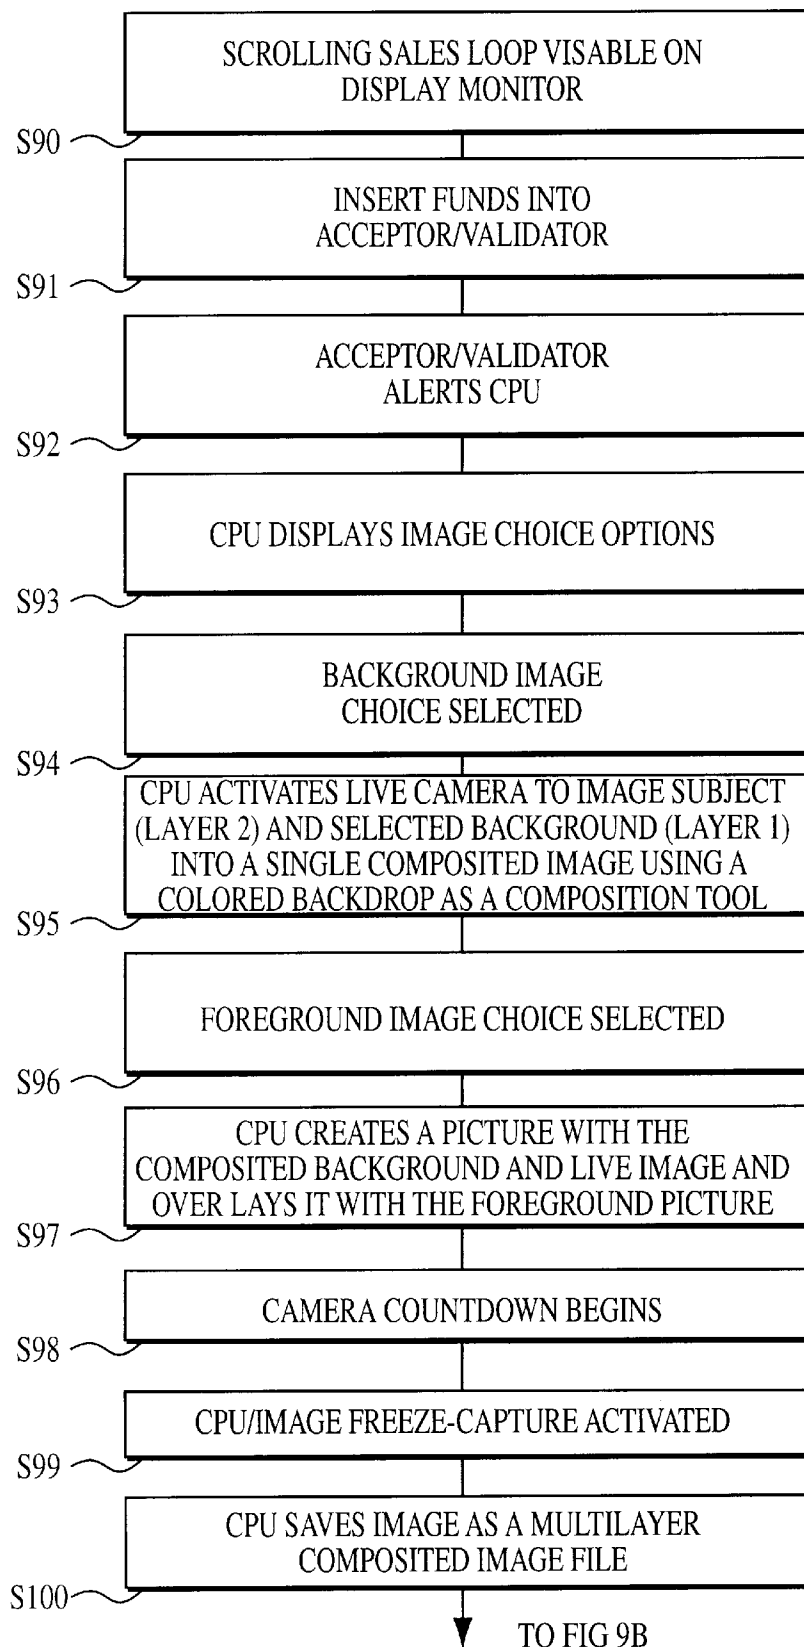 SCROLLING SALES LOOP VISABLE ON
DISPLAY MONITOR
S90
INSERT FUNDS INTO
ACCEPTOR/VALIDATOR
S91
ACCEPTOR/VALIDATOR
ALERTS CPU
S92
CPU DISPLAYS IMAGE CHOICE OPTIONS
S93
BACKGROUND IMAGE
CHOICE SELECTED
S94
CPU ACTIVATES LIVE CAMERA TO IMAGE SUBJECT
(LAYER 2) AND SELECTED BACKGROUND (LAYER 1)
INTO A SINGLE COMPOSITED IMAGE USING A
COLORED BACKDROP AS A COMPOSITION TOOL
S95
FOREGROUND IMAGE CHOICE SELECTED
S96
CPU CREATES A PICTURE WITH THE
COMPOSITED BACKGROUND AND LIVE IMAGE AND
OVER LAYS IT WITH THE FOREGROUND PICTURE
S97
CAMERA COUNTDOWN BEGINS
S98
CPU/IMAGE FREEZE-CAPTURE ACTIVATED
S99
CPU SAVES IMAGE AS A MULTILAYER
COMPOSITED IMAGE FILE
S100
TO FIG 9B